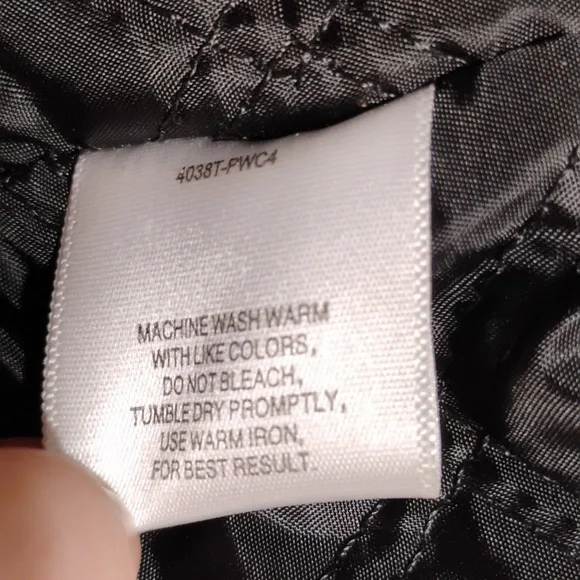 4038T-PWC4
MACHINE WASH WARM
WITH LIKE COLORS,
DO NOT BLEACH,
TUMBLE DRY PROMPTLY,
USE WARM IRON,
FOR BEST RESULT.